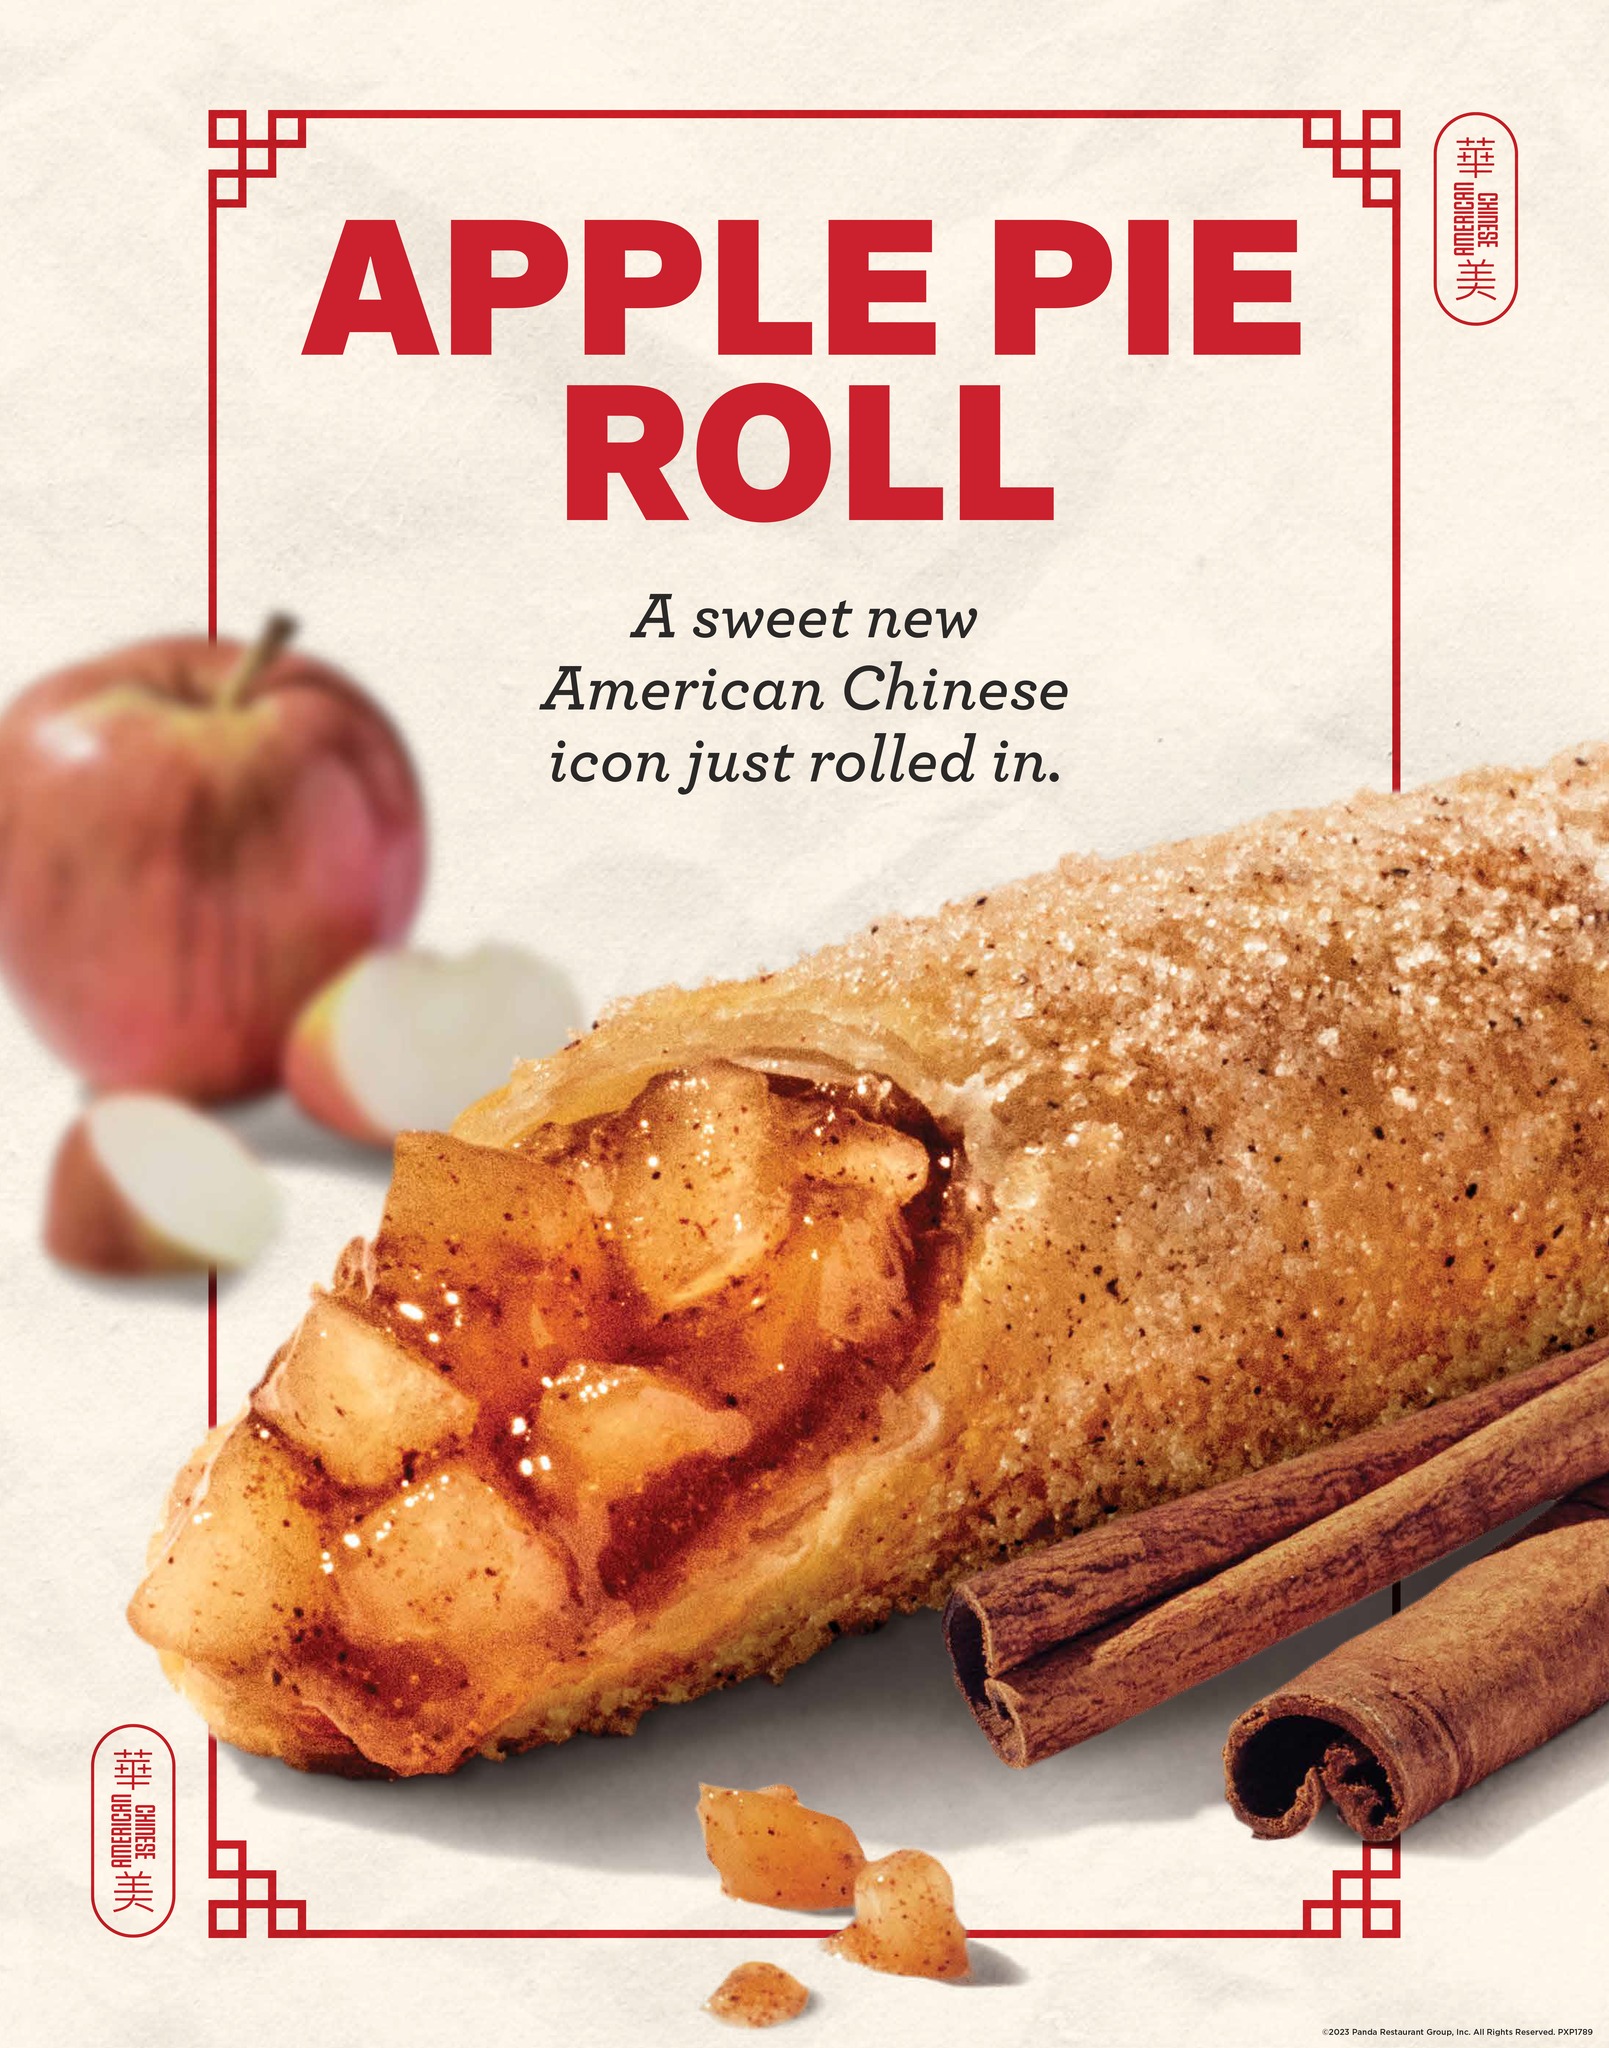 APPLE PIE
ROLL
華
AMERICAN
CHINESE
美
A sweet new
American Chinese
icon just rolled in.
華
AMERICAN
CHINESE
美
©2023 Panda Restaurant Group, Inc. All Rights Reserved. PXP1789